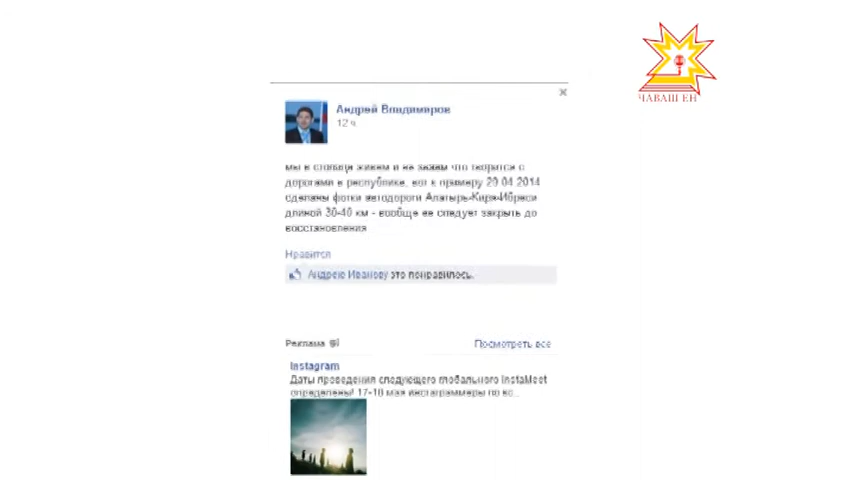 ЧӐВАШ ЕН
Андрей Владимиров
12 ч
мы в столице живем и не знаем что творится с
дорогами в республике, вот к примеру 29.04.2014
сделаны фотки автодороги Алатырь-Киря-Ибреси
длиной 30-40 км - вообще ее следует закрыть до
восстановления
Нравится
Андрею Иванову это понравилось.
Реклама
Посмотреть все
Instagram
Даты проведения следующего глобального InstaMeet
определены! 17-18 мая инстаграммеры по вс...